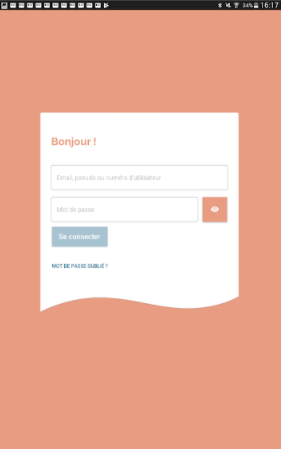 34% 16:17
Bonjour !
Email, pseudo ou numéro d'utilisateur
Mot de passe
Se connecter
MOT DE PASSE OUBLIÉ ?